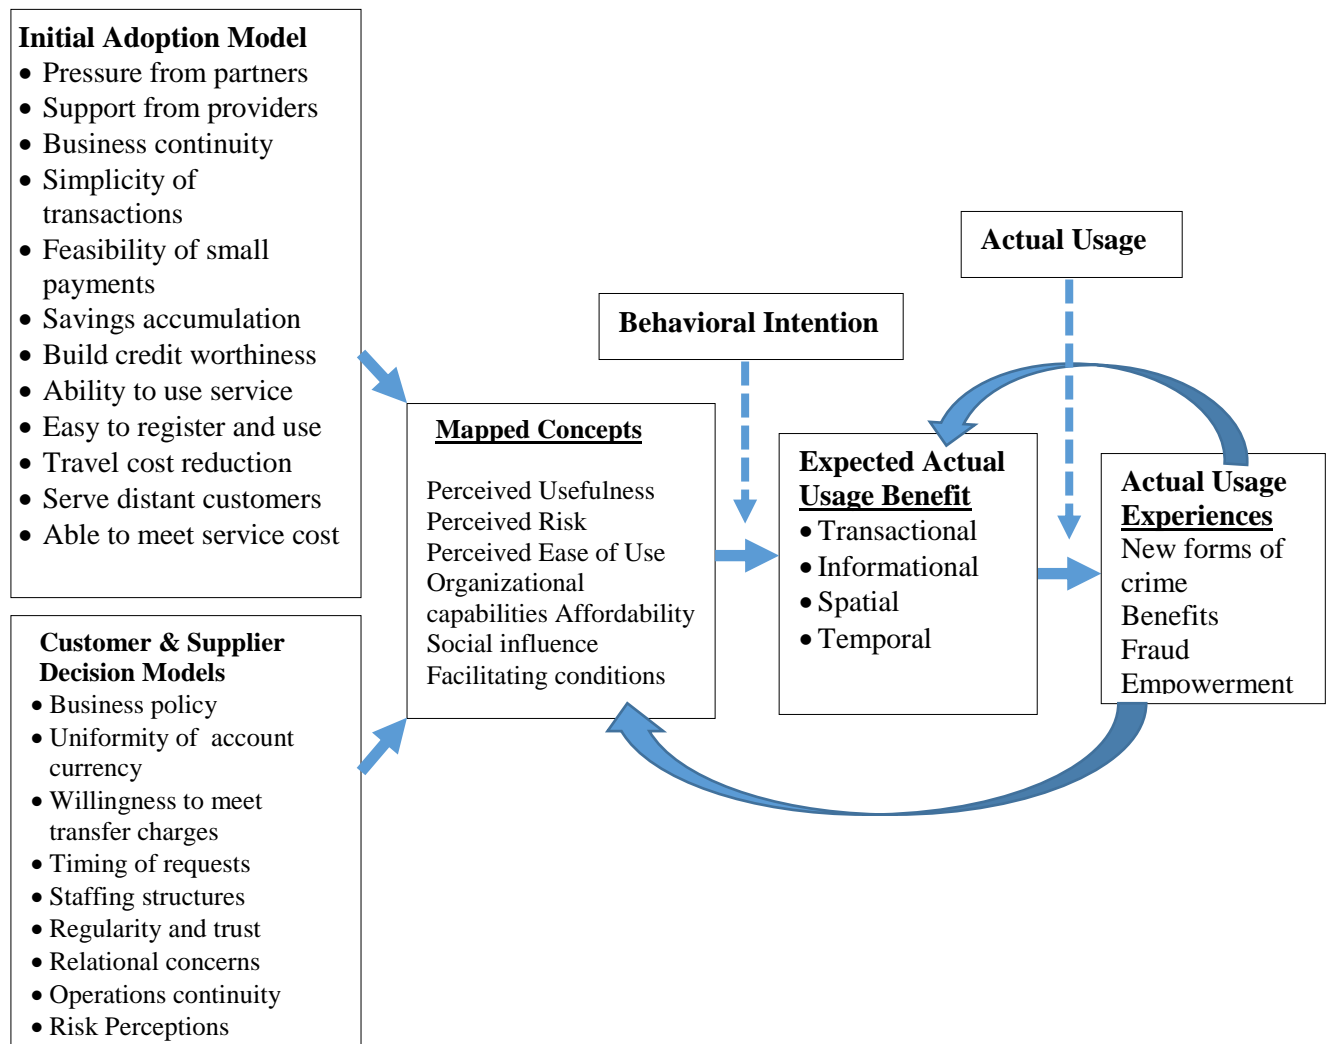 Initial Adoption Model
• Pressure from partners
• Support from providers
• Business continuity
• Simplicity of
transactions
• Feasibility of small
payments
• Savings accumulation
• Build credit worthiness
• Ability to use service
• Easy to register and use
• Travel cost reduction
• Serve distant customers
• Able to meet service cost
Customer & Supplier
Decision Models
• Business policy
• Uniformity of account
currency
• Willingness to meet
transfer charges
• Timing of requests
• Staffing structures
• Regularity and trust
• Relational concerns
• Operations continuity
• Risk Perceptions
Mapped Concepts
Perceived Usefulness
Perceived Risk
Perceived Ease of Use
Organizational
capabilities Affordability
Social influence
Facilitating conditions
Behavioral Intention
Expected Actual
Usage Benefit
• Transactional
• Informational
• Spatial
• Temporal
Actual Usage
Actual Usage
Experiences
New forms of
crime
Benefits
Fraud
Empowerment